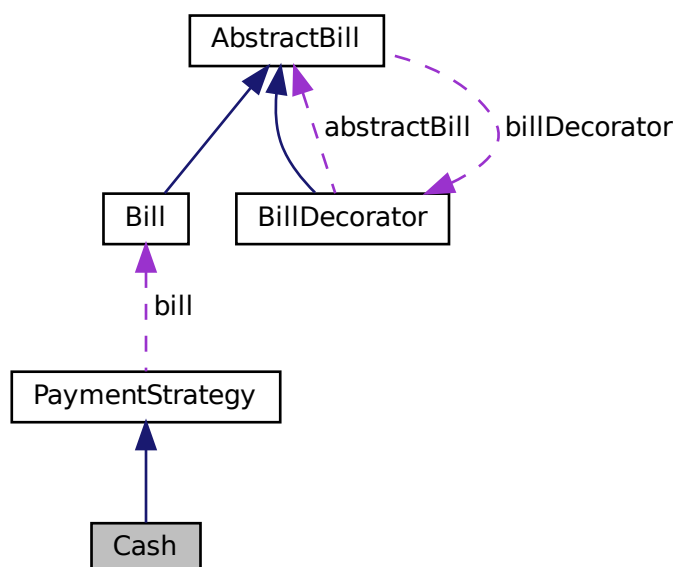 AbstractBill
abstractBill
billDecorator
Bill
BillDecorator
bill
PaymentStrategy
Cash